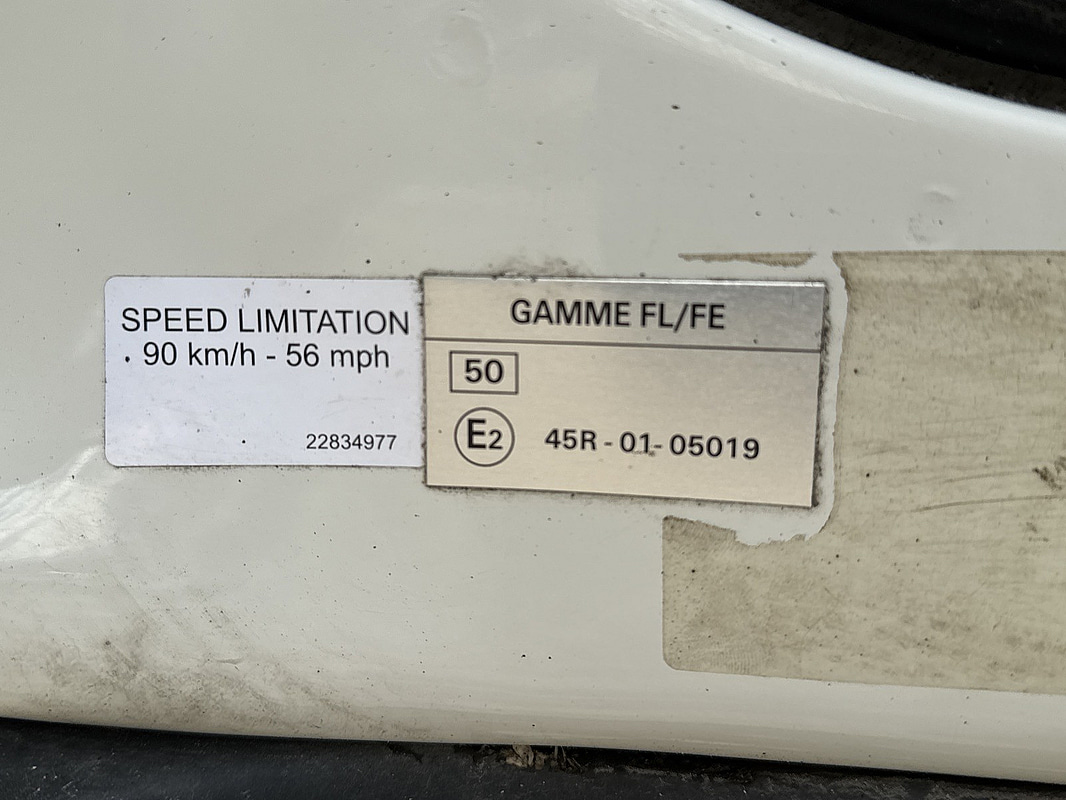 SPEED LIMITATION
90 km/h - 56 mph
22834977
GAMME FL/FE
50
E2
45R - 01- 05019